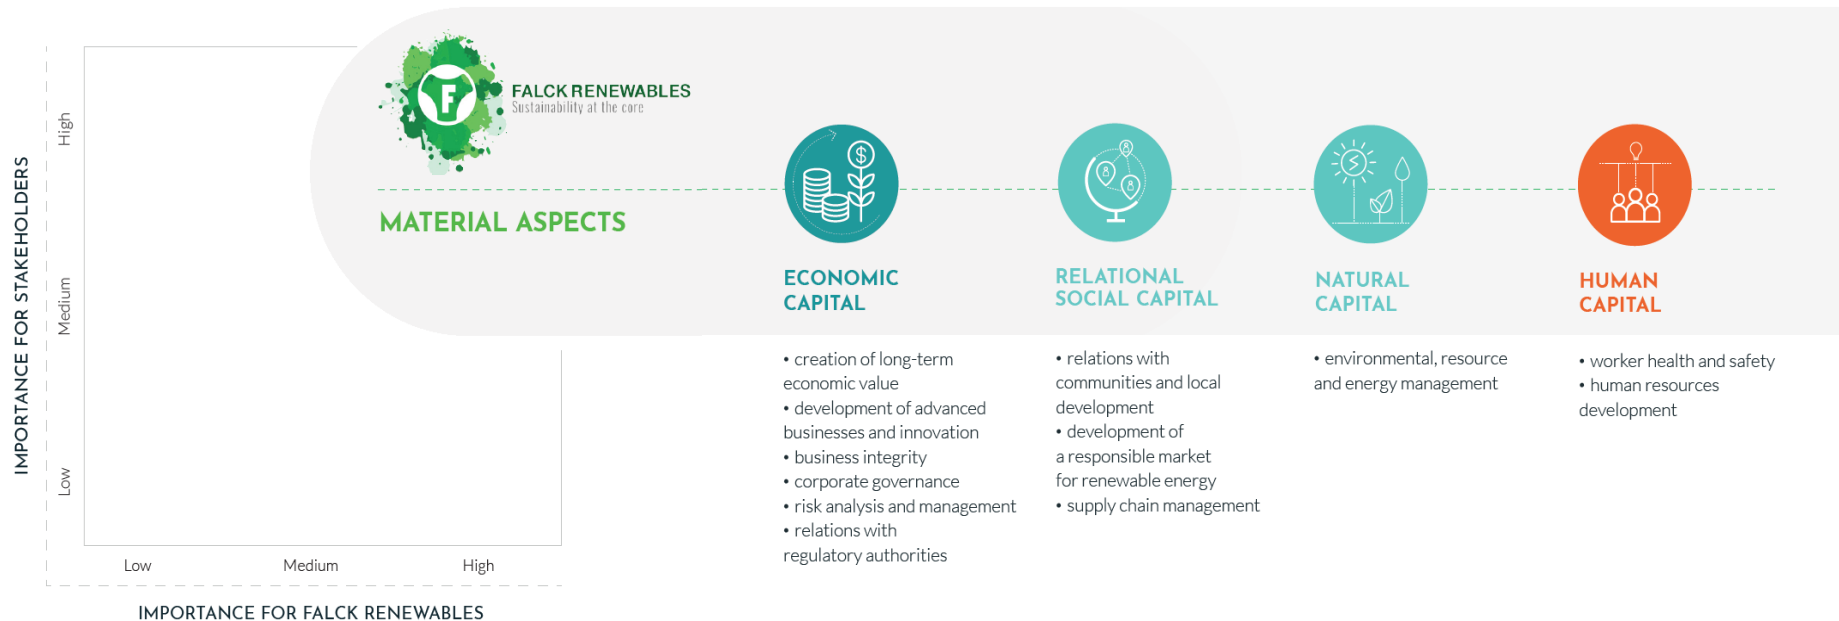 IMPORTANCE FOR STAKEHOLDERS
High
Medium
Low
Low
Medium
High
IMPORTANCE FOR FALCK RENEWABLES
F
FALCK RENEWABLES
Sustainability at the core
MATERIAL ASPECTS
$
ECONOMIC
CAPITAL
• creation of long-term
economic value
• development of advanced
businesses and innovation
• business integrity
• corporate governance
• risk analysis and management
• relations with
regulatory authorities
RELATIONAL
SOCIAL CAPITAL
• relations with
communities and local
development
• development of
a responsible market
for renewable energy
• supply chain management
NATURAL
CAPITAL
• environmental, resource
and energy management
HUMAN
CAPITAL
• worker health and safety
• human resources
development